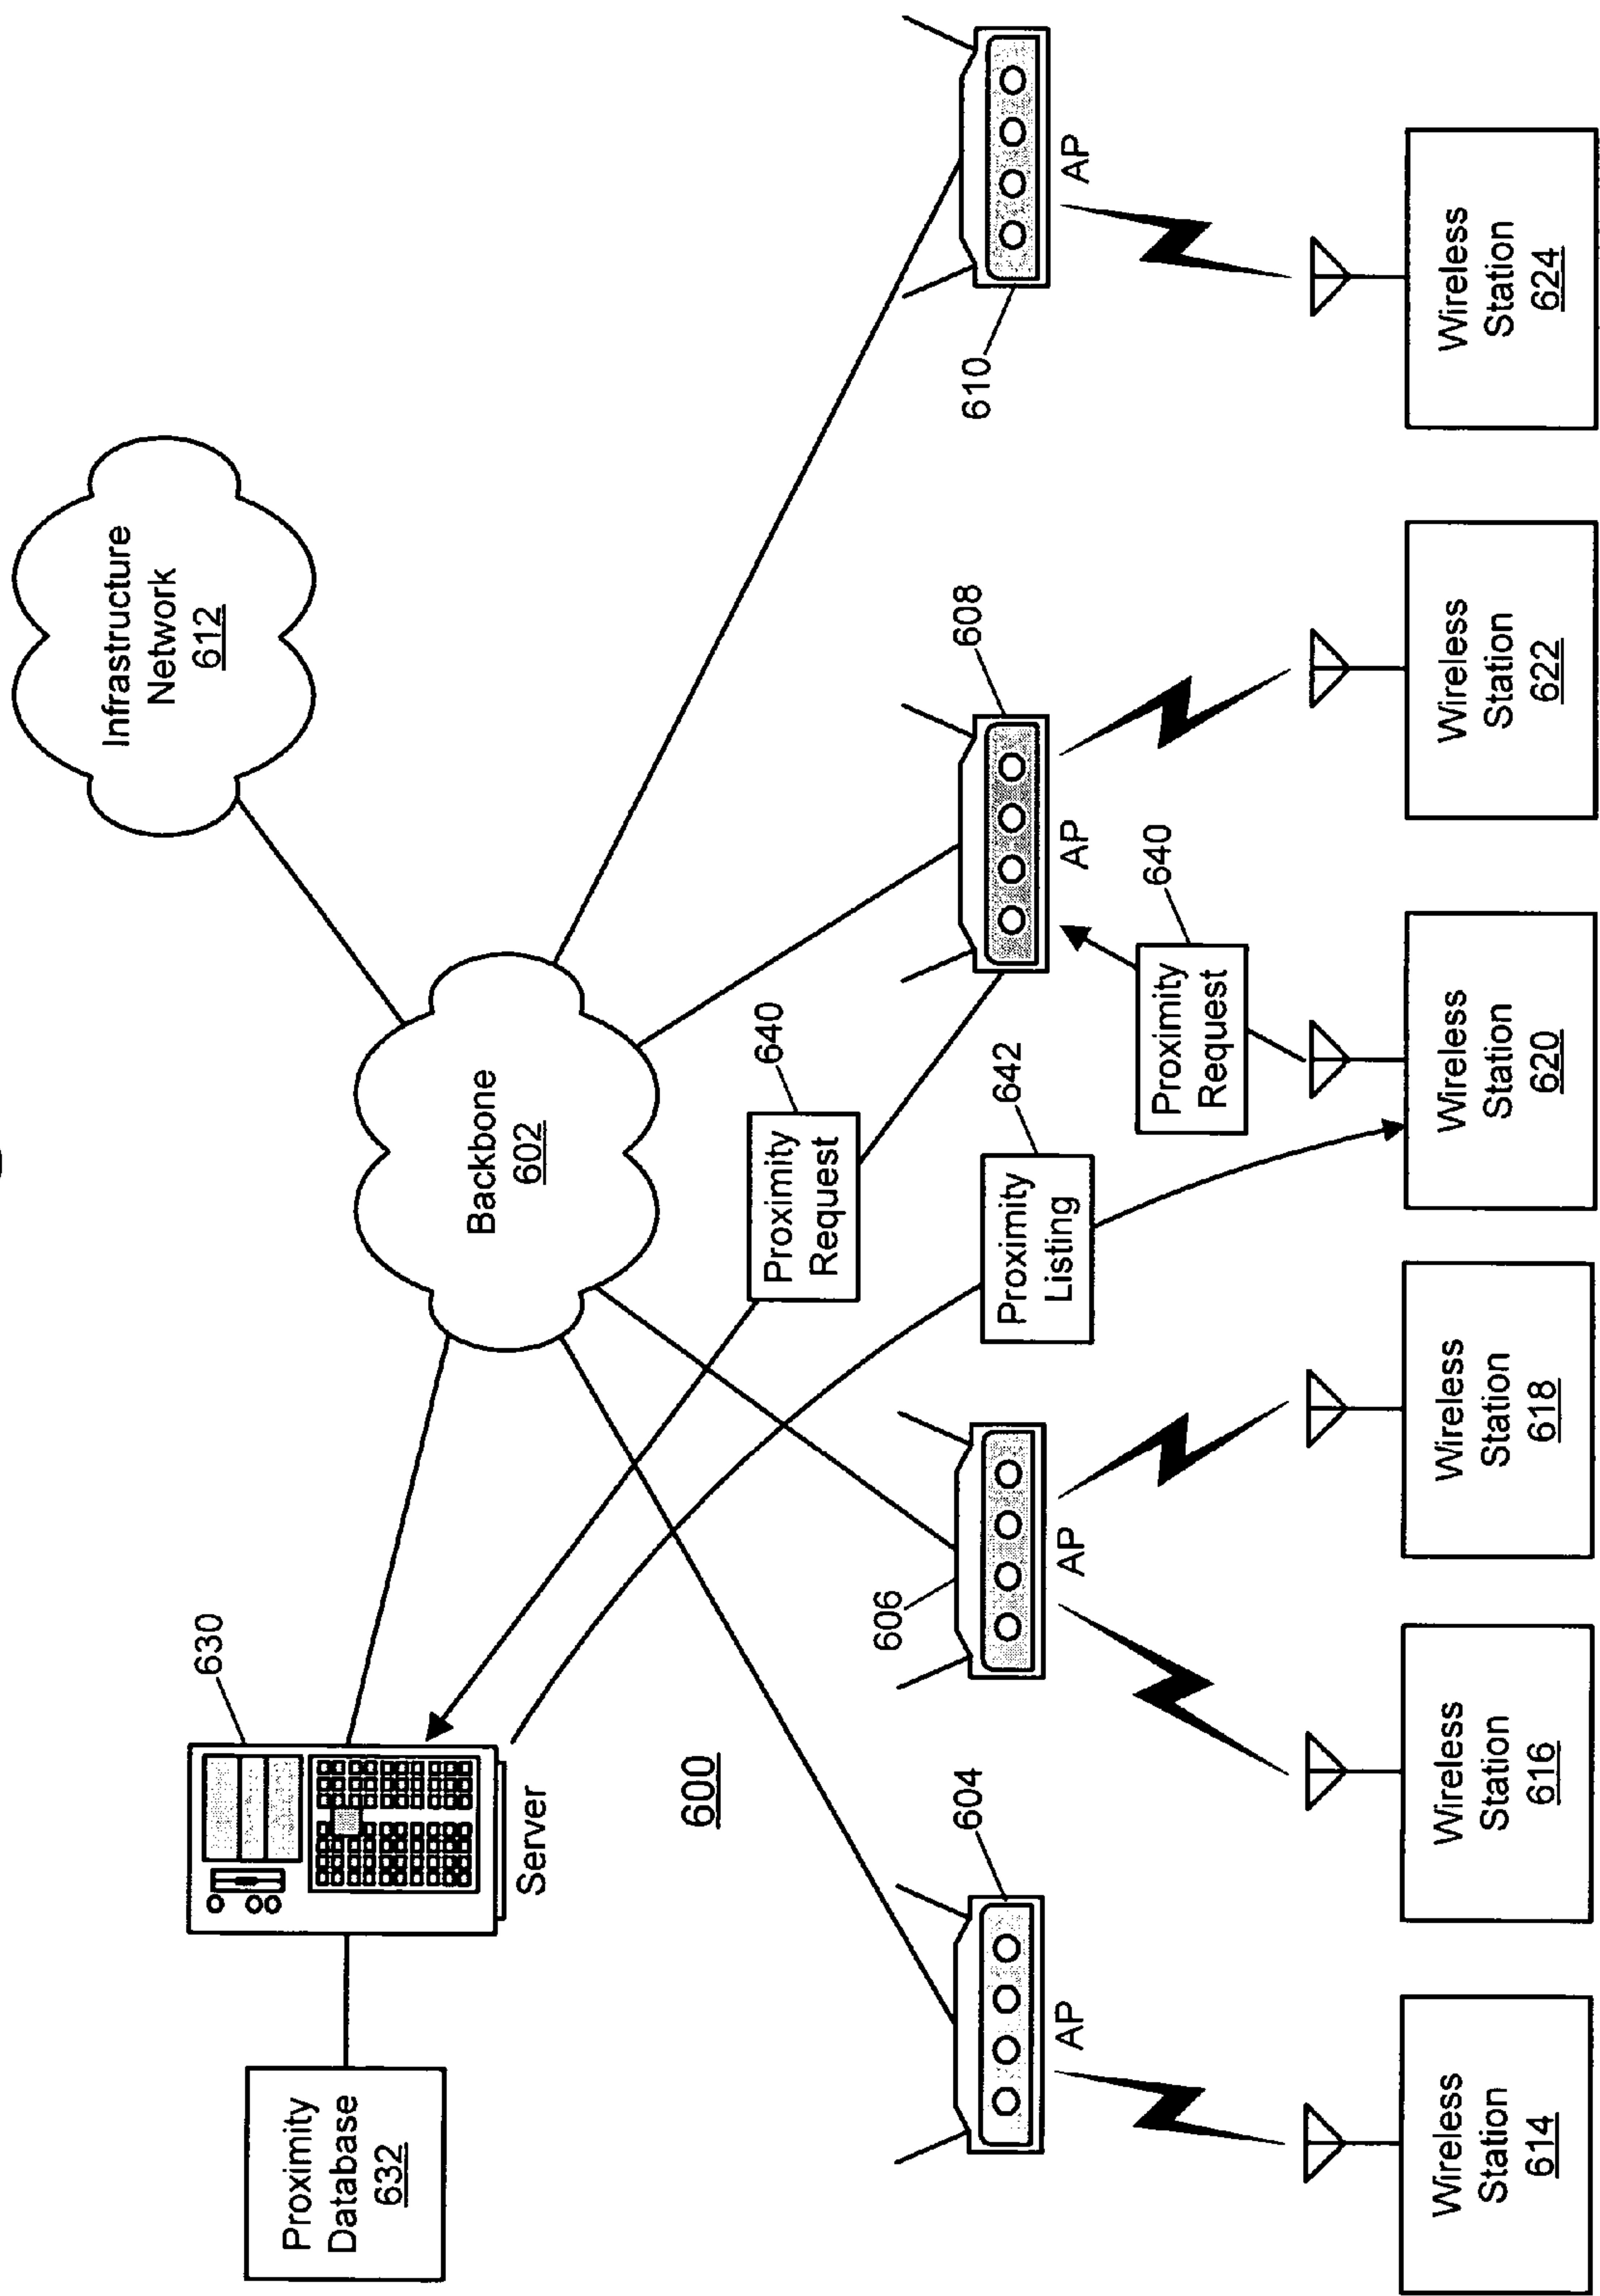 Infrastructure
Network
612
Backbone
602
630
Server
Proximity
Database
632
640
Proximity
Request
642
Proximity
Listing
600
604
AP
606
AP
608
AP
610
AP
640
Proximity
Request
Wireless
Station
614
Wireless
Station
616
Wireless
Station
618
Wireless
Station
620
Wireless
Station
622
Wireless
Station
624